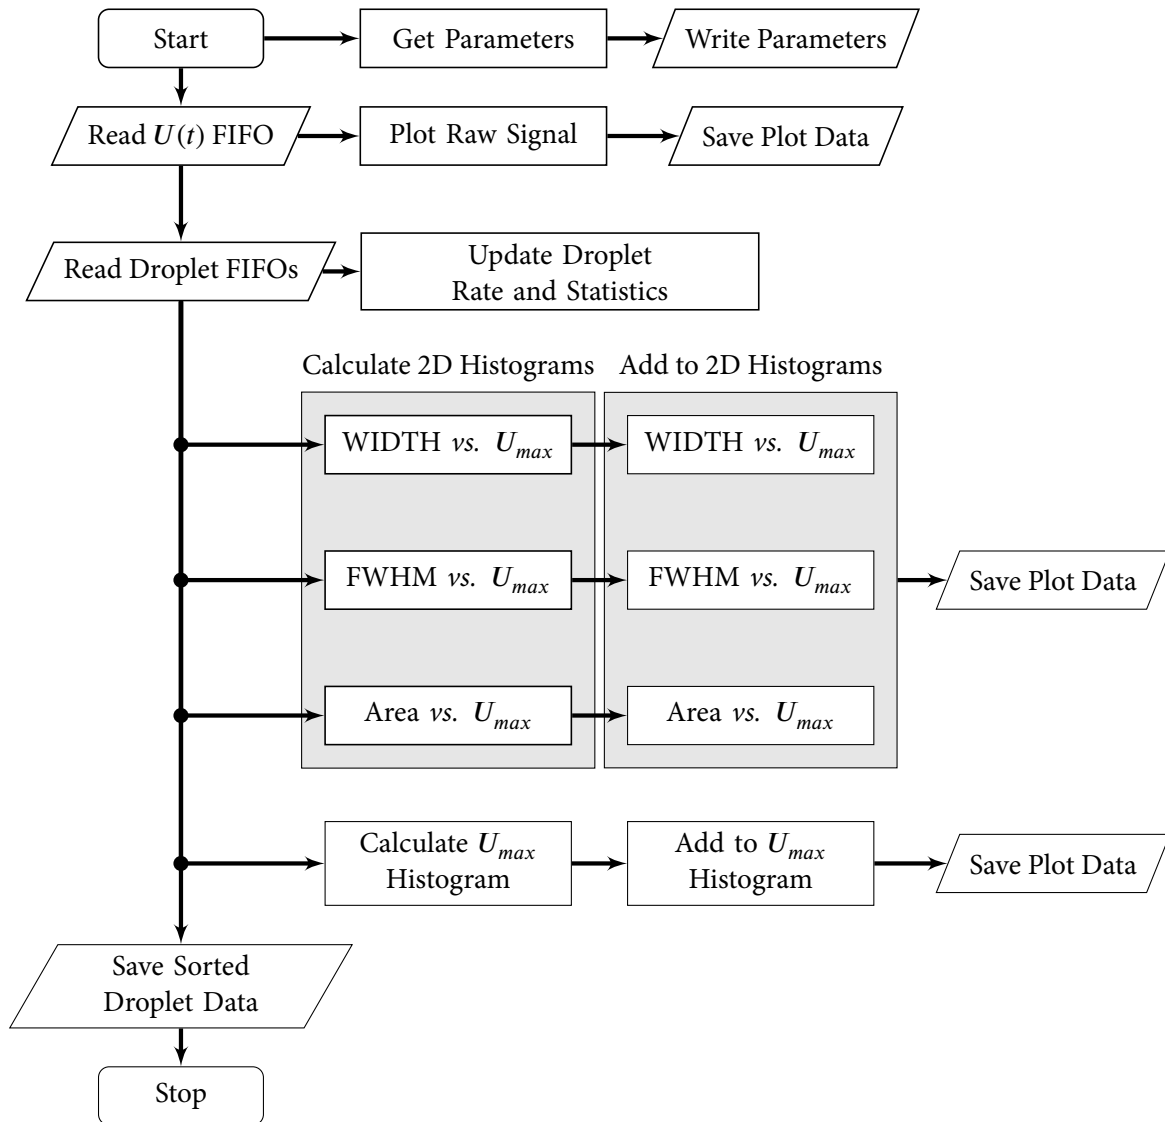 Start
Get Parameters
Write Parameters
Read U(t) FIFO
Plot Raw Signal
Save Plot Data
Read Droplet FIFOs
Update Droplet
Rate and Statistics
Calculate 2D Histograms
Add to 2D Histograms
WIDTH vs. Umax
WIDTH vs. Umax
FWHM vs. Umax
FWHM vs. Umax
Save Plot Data
Area vs. Umax
Area vs. Umax
Calculate Umax
Histogram
Add to Umax
Histogram
Save Plot Data
Save Sorted
Droplet Data
Stop